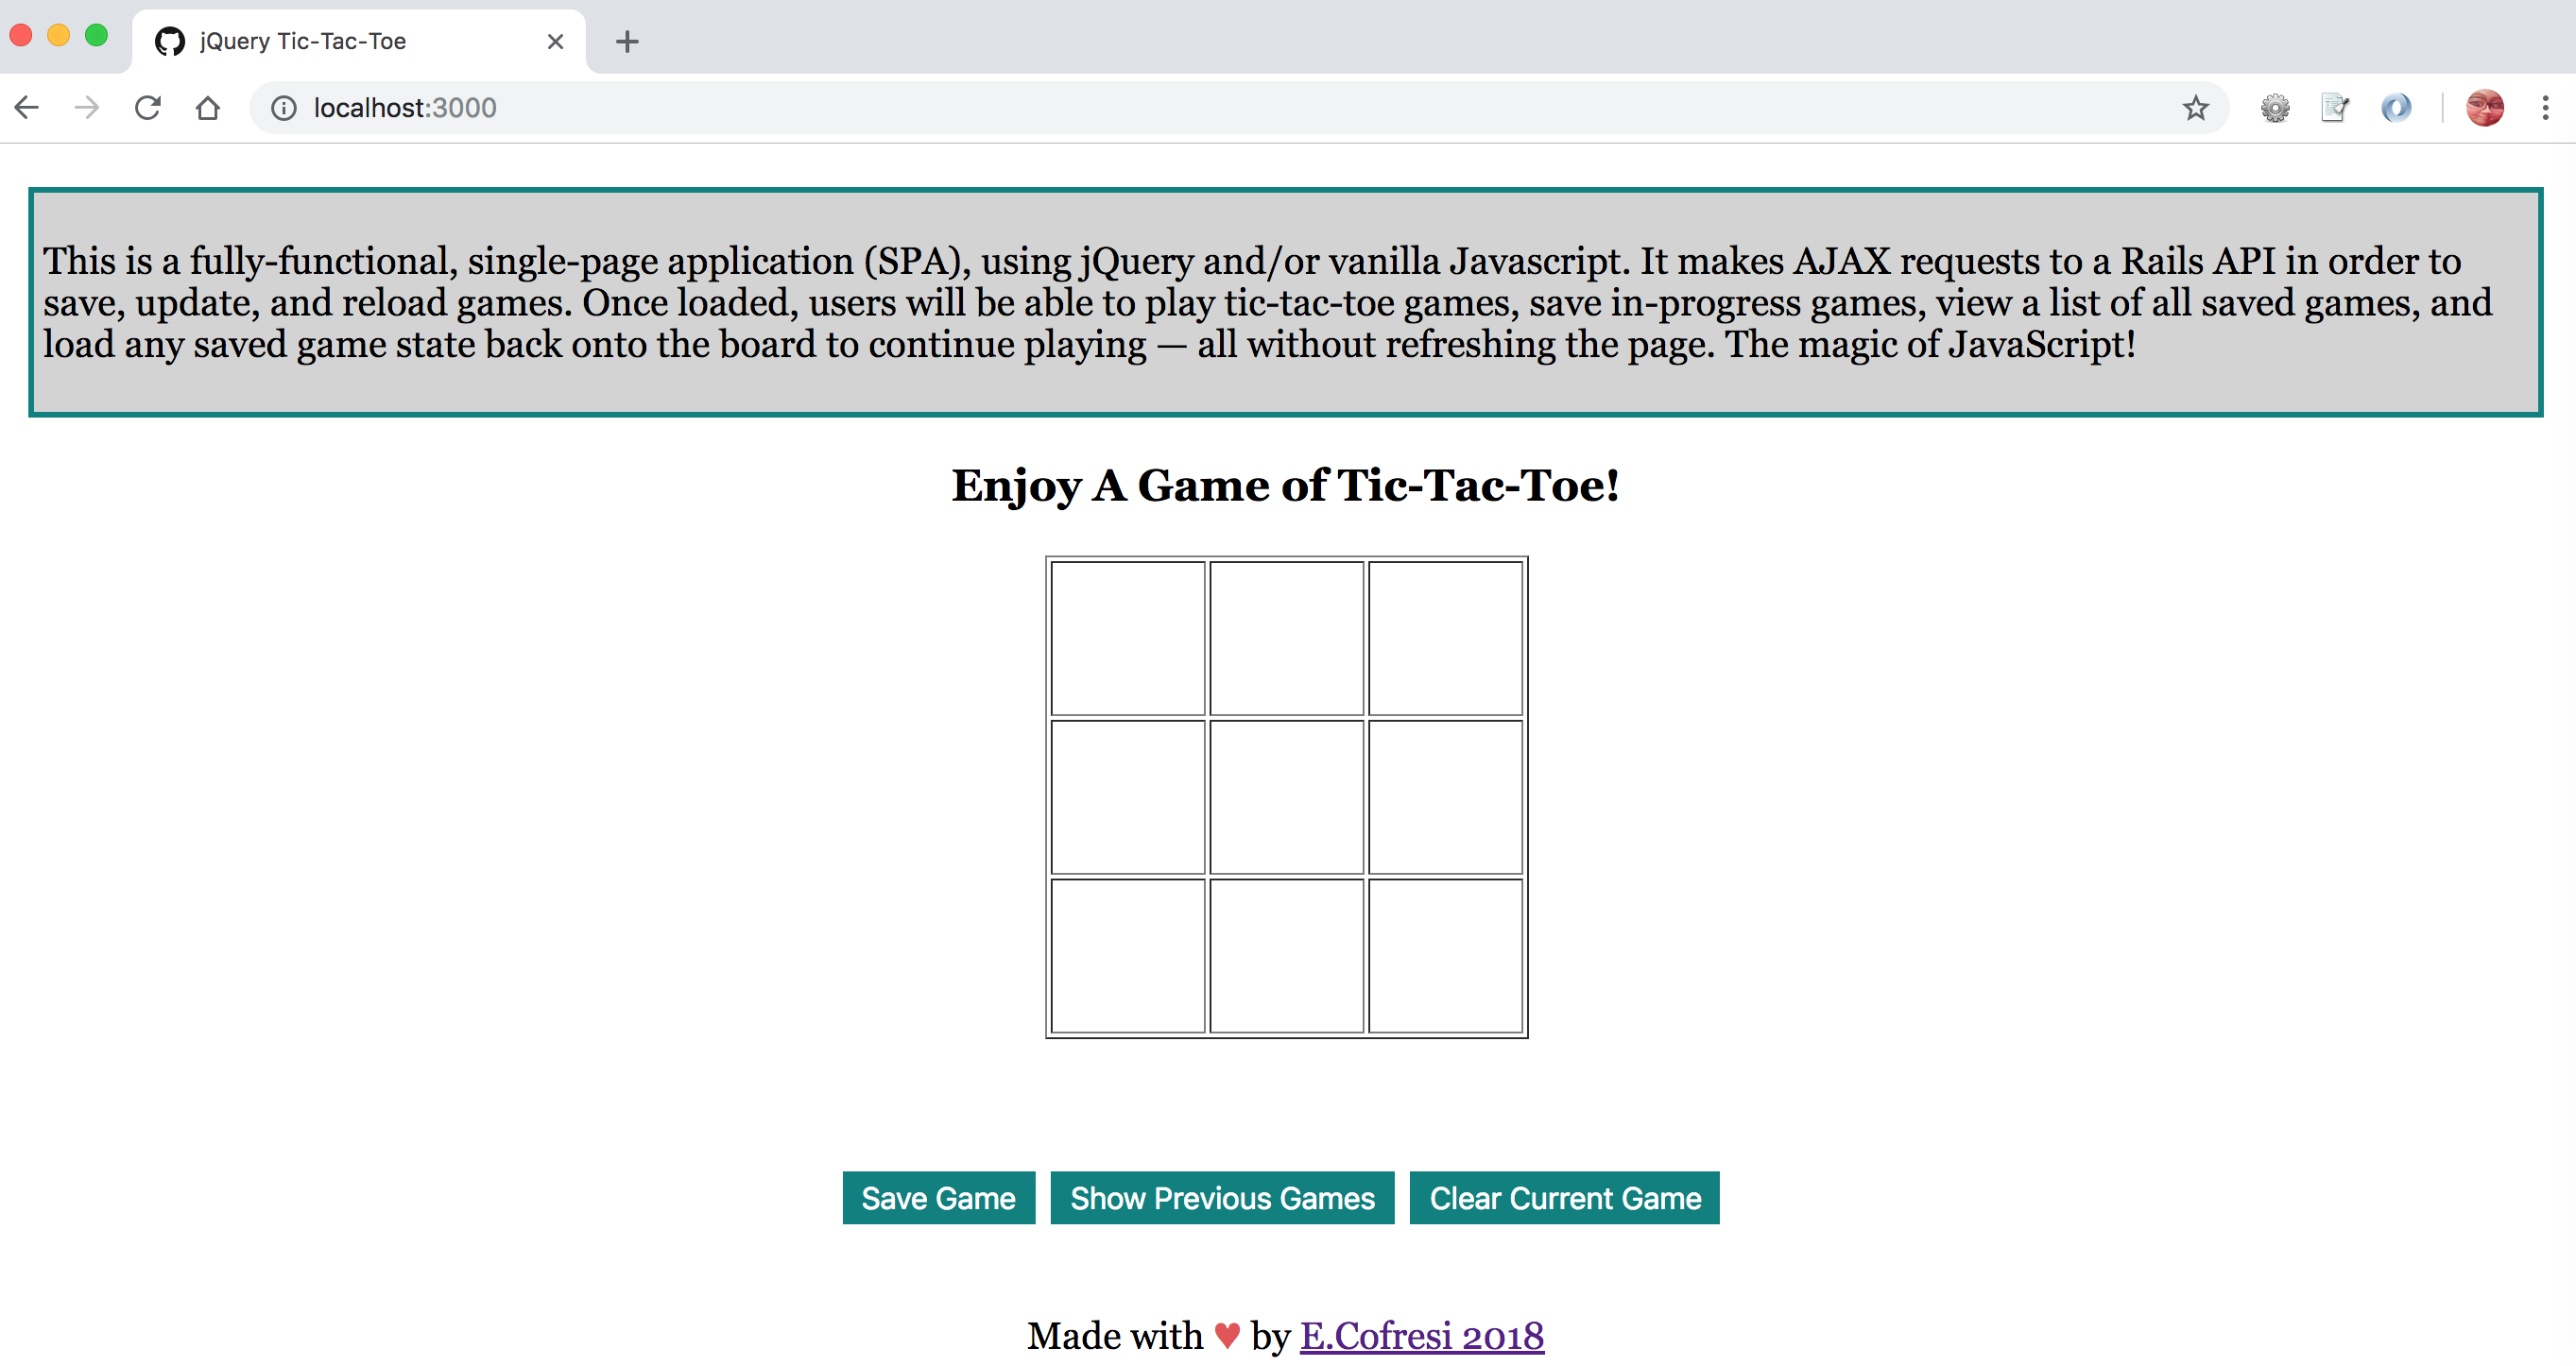 jQuery Tic-Tac-Toe
localhost:3000
This is a fully-functional, single-page application (SPA), using jQuery and/or vanilla Javascript. It makes AJAX requests to a Rails API in order to
save, update, and reload games. Once loaded, users will be able to play tic-tac-toe games, save in-progress games, view a list of all saved games, and
load any saved game state back onto the board to continue playing — all without refreshing the page. The magic of JavaScript!
Enjoy A Game of Tic-Tac-Toe!
Save Game Show Previous Games Clear Current Game
Made with ♥ by E.Cofresi 2018